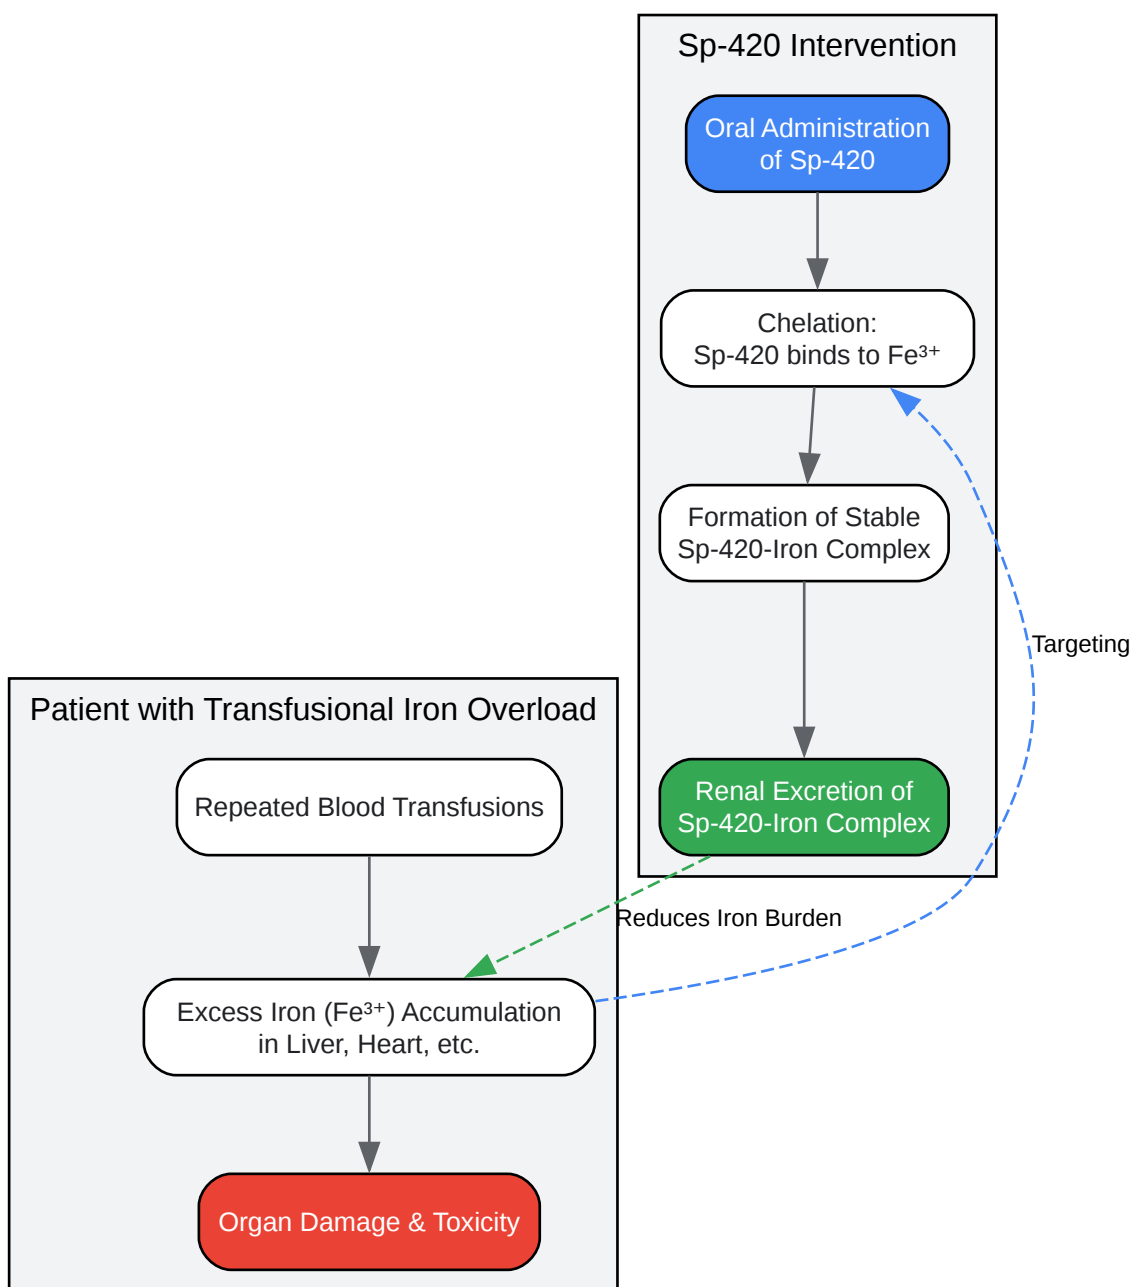 Sp-420 Intervention
Oral Administration
of Sp-420
Chelation:
Sp-420 binds to Fe³⁺
Formation of Stable
Sp-420-Iron Complex
Targeting
Renal Excretion of
Sp-420-Iron Complex
Reduces Iron Burden
Patient with Transfusional Iron Overload
Repeated Blood Transfusions
Excess Iron (Fe³⁺) Accumulation
in Liver, Heart, etc.
Organ Damage & Toxicity